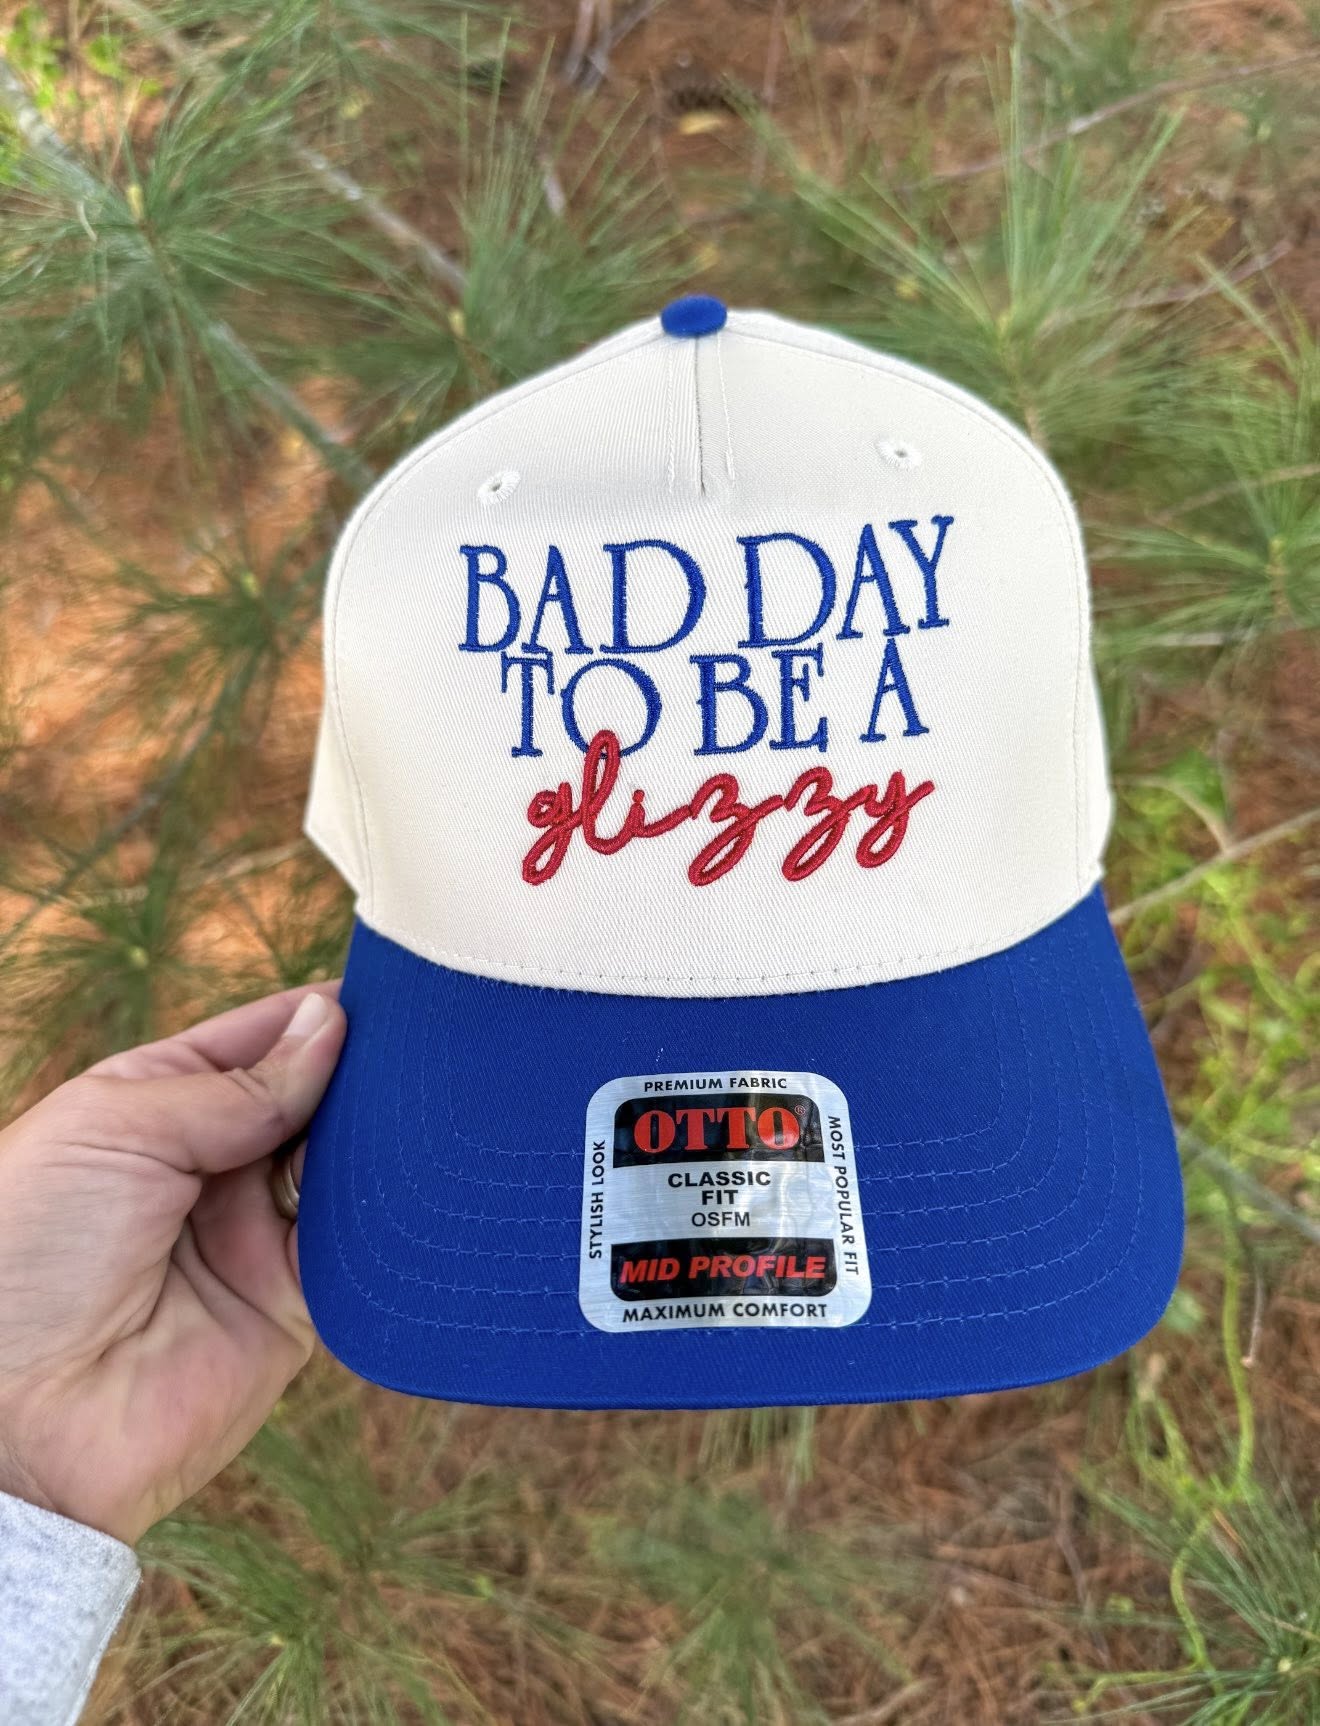 BAD DAY
TO BE A
glizzy
PREMIUM FABRIC
OTTO®
STYLISH LOOK
MOST POPULAR FIT
CLASSIC
FIT
OSFM
MID PROFILE
MAXIMUM COMFORT